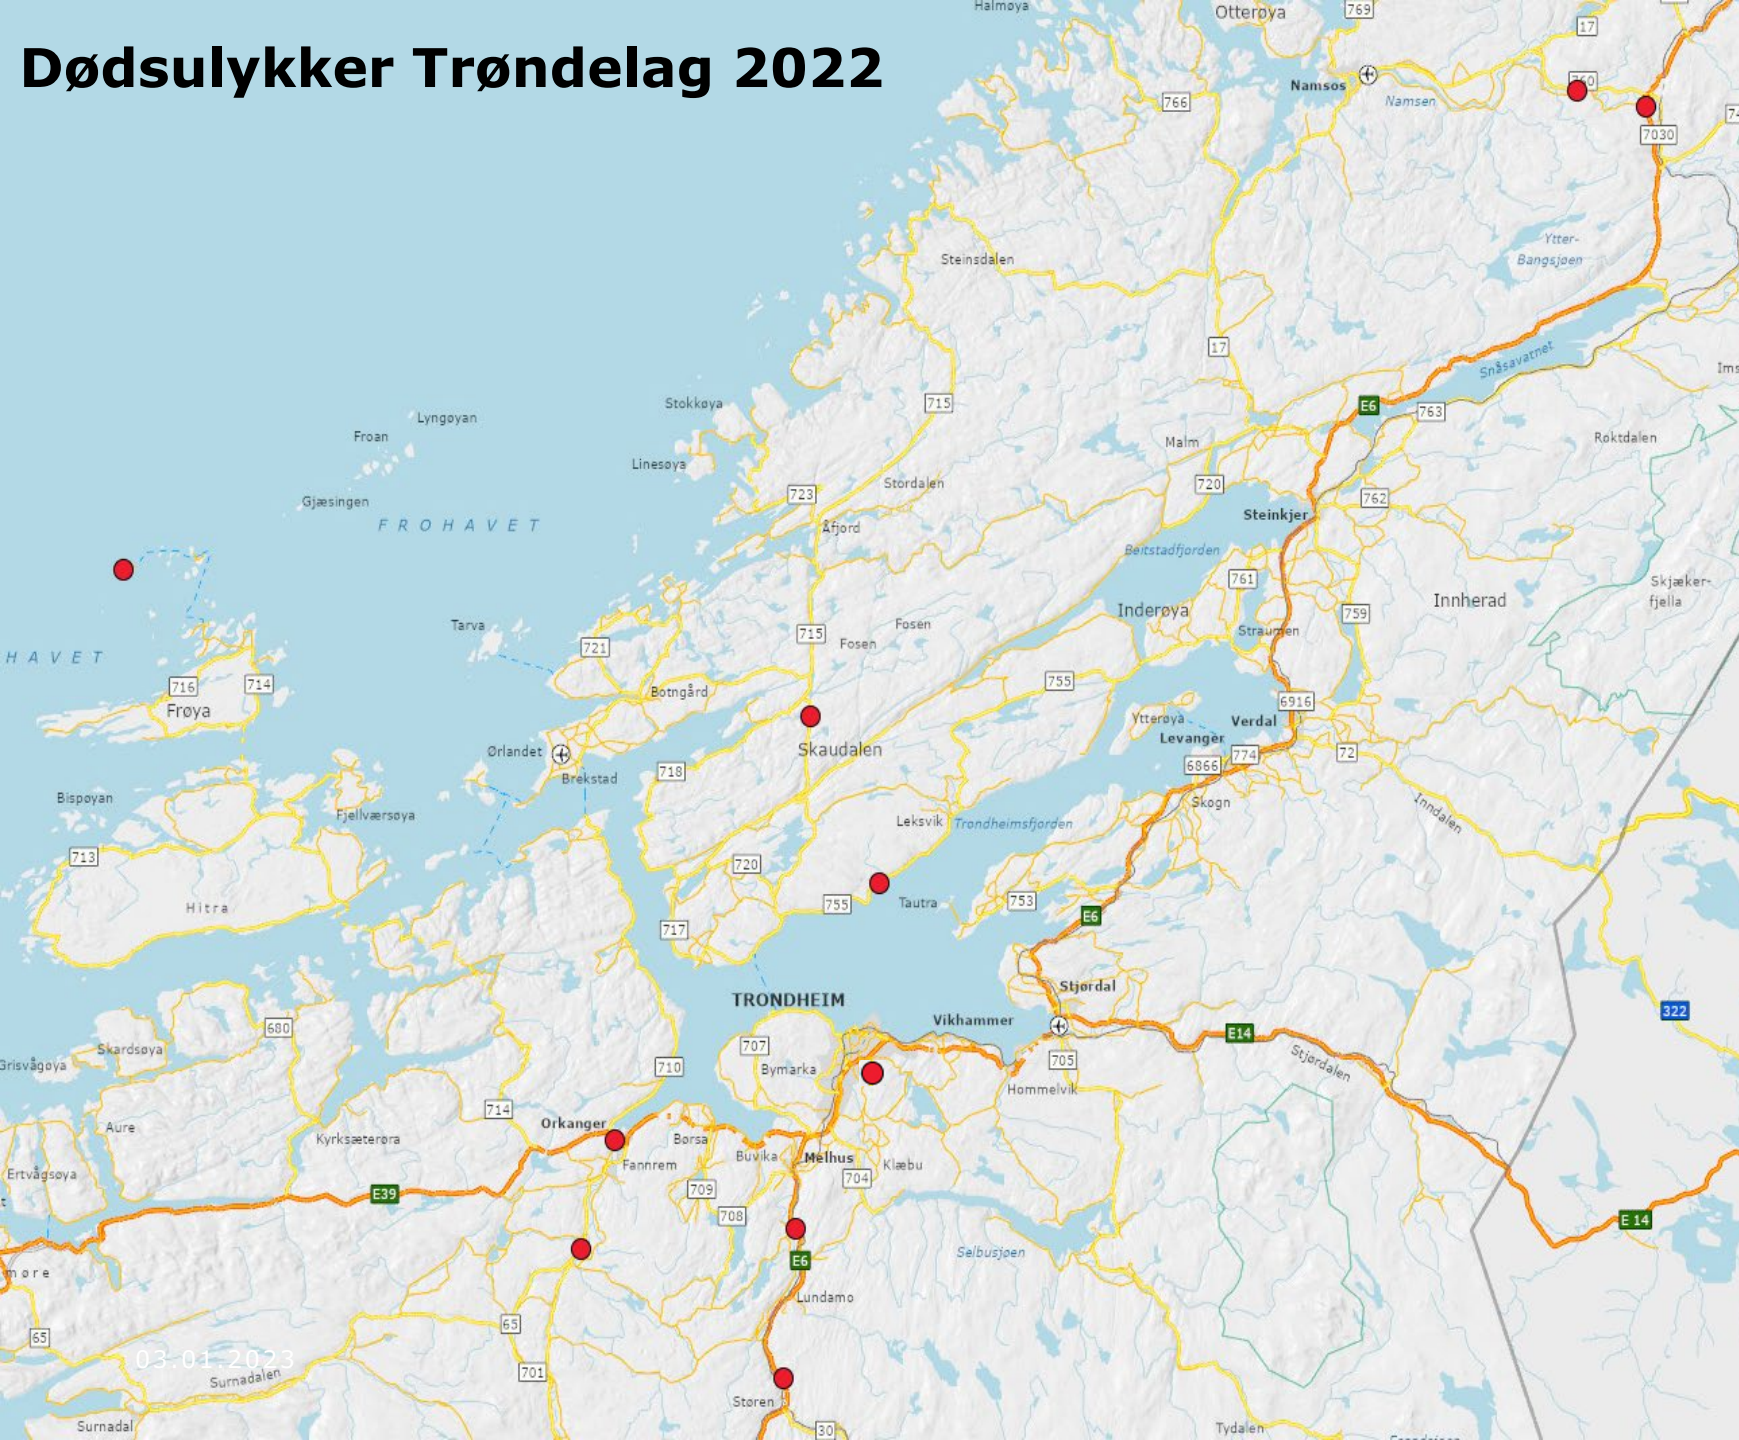 Dødsulykker Trøndelag 2022
Halmøya
Otterøya
769
17
760
Namsos
Namsen
766
7030
Ytter-
Bangsjøen
Steinsdalen
17
Snåsavatnet
Stokkøya
715
E6
763
Lyngøyan
Froan
Linesøya
Malm
Roktdalen
Gjæsingen
723
Stordalen
720
762
FROHAVET
Åfjord
Steinkjer
Beitstadfjorden
761
Skjæker-
fjella
Inderøya
759
Innherad
Tarva
721
715
Fosen
Fosen
Straumen
HAVET
716
714
Botngård
755
6916
Frøya
Ytterøya
Verdal
Levanger
Ørlandet
Skaudalen
774
72
718
6866
Brekstad
Bispøyan
Skogn
Inndalen
Fjellværsøya
Leksvik
Trondheimsfjorden
713
720
Hitra
755
Tautra
753
E6
717
TRONDHEIM
Stjørdal
322
680
Vikhammer
E14
Skardsøya
707
Grisvågøya
710
Bymarka
705
Stjørdalen
Hommelvik
714
Orkanger
Aure
Kyrksæterøra
Børsa
Buvika
Melhus
Fannrem
Klæbu
Ertvågsøya
704
E39
709
708
E 14
Selbusjøen
møre
E6
Lundamo
65
65
03.01.2023
Surnadalen
701
Støren
Surnadal
30
Tydalen